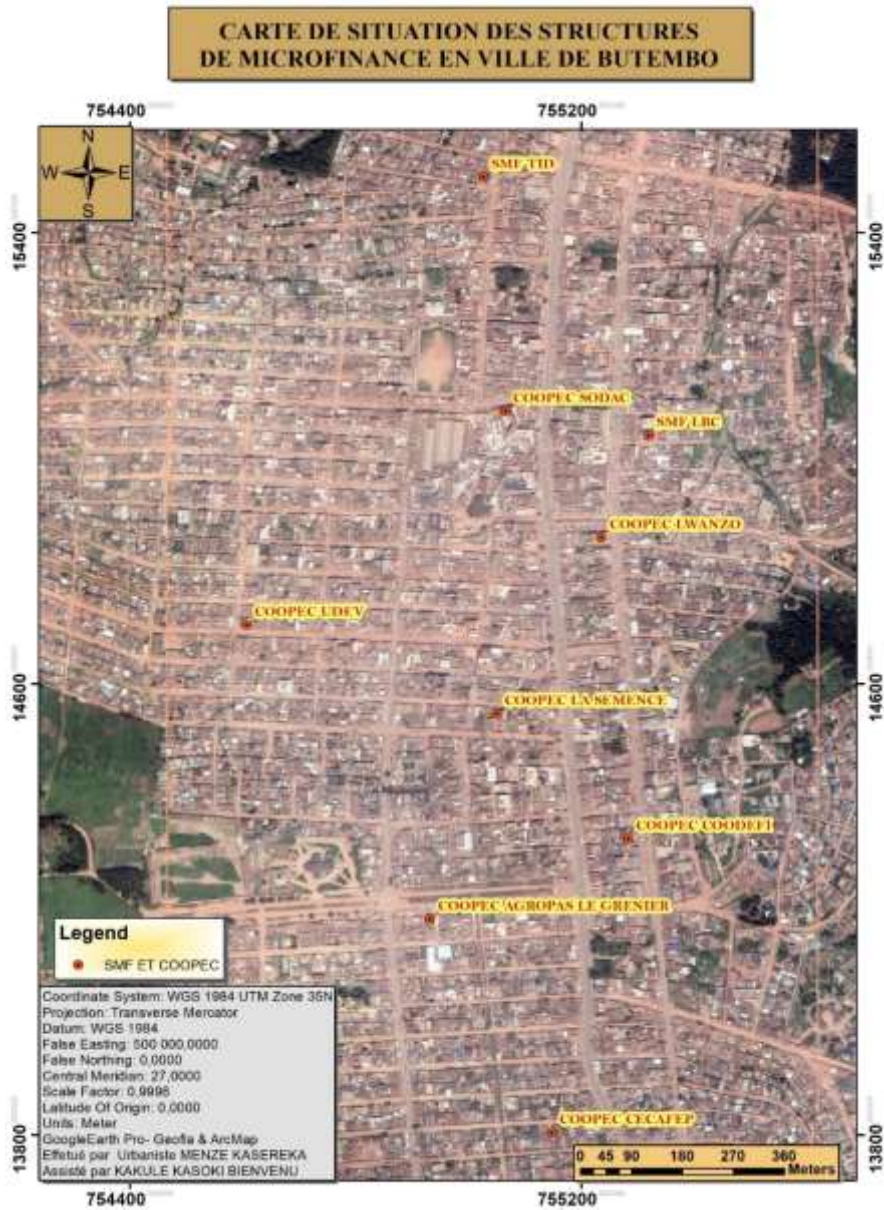 CARTE DE SITUATION DES STRUCTURES
DE MICROFINANCE EN VILLE DE BUTEMBO
754400
755200
N
W
E
S
SMF TID
15400
15400
COOPEC SODAC
SMF LBC
COOPEC LWANZO
COOPEC UDEV
14600
14600
COOPEC LA SEMENCE
COOPEC COODEFI
COOPEC AGROPAS LE GRENIER
Legend
SMF ET COOPEC
Coordinate System: WGS 1984 UTM Zone 35N
Projection: Transverse Mercator
Datum: WGS 1984
False Easting: 500 000,0000
False Northing: 0,0000
Central Meridian: 27,0000
Scale Factor: 0,9996
Latitude Of Origin: 0,0000
Units: Meter
GoogleEarth Pro- Geofla & ArcMap
Effetué par Urbaniste MENZE KASEREKA
Assisté par KAKULE KASOKI BIENVENU
COOPEC CECAFEP
13800
13800
0 45 90 180 270 360
Meters
754400
755200